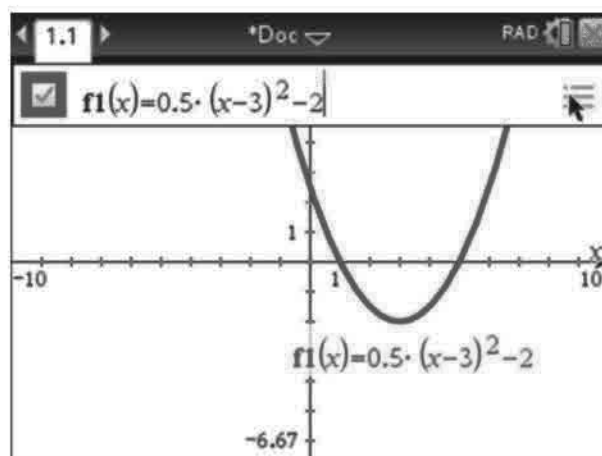 1.1 *Doc RAD
f1(x)=0.5·(x-3)²-2
1
-10 1 x 10
f1(x)=0.5·(x-3)²-2
-6.67